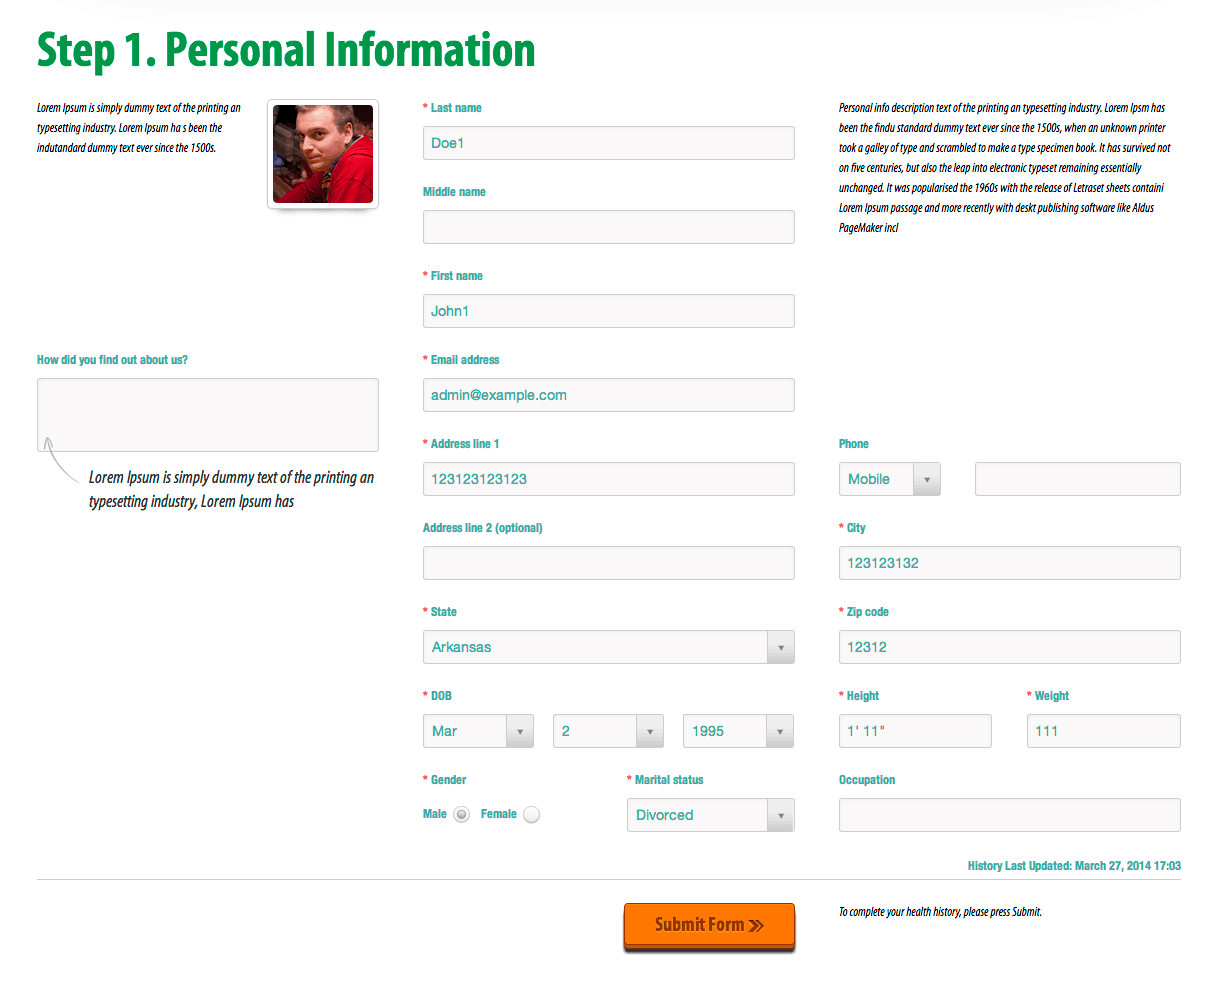 Step 1. Personal Information
Lorem Ipsum is simply dummy text of the printing an
typesetting industry. Lorem Ipsum ha s been the
indutandard dummy text ever since the 1500s.
* Last name
Doe1
Middle name
* First name
John1
Personal info description text of the printing an typesetting industry. Lorem Ipsm has
been the findu standard dummy text ever since the 1500s, when an unknown printer
took a galley of type and scrambled to make a type specimen book. It has survived not
on five centuries, but also the leap into electronic typeset remaining essentially
unchanged. It was popularised the 1960s with the release of Letraset sheets containi
Lorem Ipsum passage and more recently with deskt publishing software like Aldus
PageMaker incl
How did you find out about us?
Lorem Ipsum is simply dummy text of the printing an
typesetting industry, Lorem Ipsum has
* Email address
admin@example.com
* Address line 1
123123123123
Phone
Mobile
Address line 2 (optional)
* City
123123132
* State
Arkansas
* Zip code
12312
* DOB
Mar 2 1995
* Height
1' 11"
* Weight
111
* Gender
Male Female
* Marital status
Divorced
Occupation
History Last Updated: March 27, 2014 17:03
Submit Form »
To complete your health history, please press Submit.